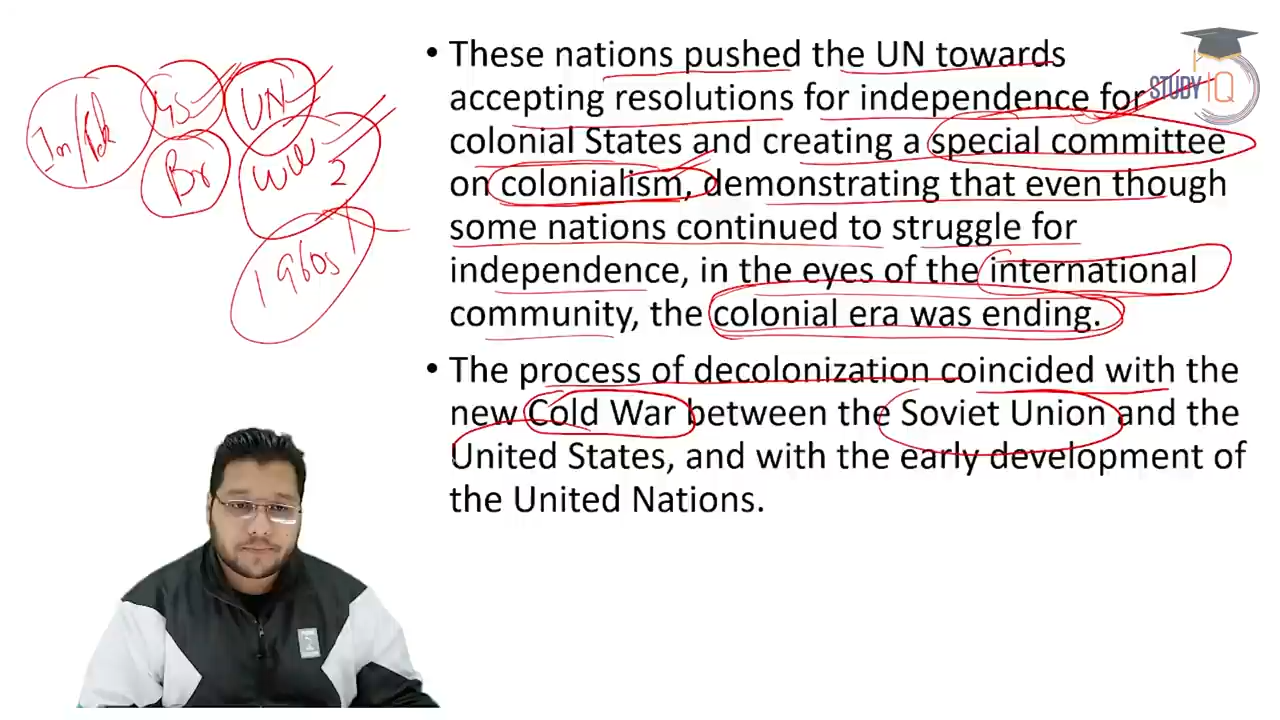 • These nations pushed the UN towards
accepting resolutions for independence for
colonial States and creating a special committee
on colonialism, demonstrating that even though
some nations continued to struggle for
independence, in the eyes of the international
community, the colonial era was ending.
• The process of decolonization coincided with the
new Cold War between the Soviet Union and the
United States, and with the early development of
the United Nations.
STUDY IQ
UN
Br
2
1960s